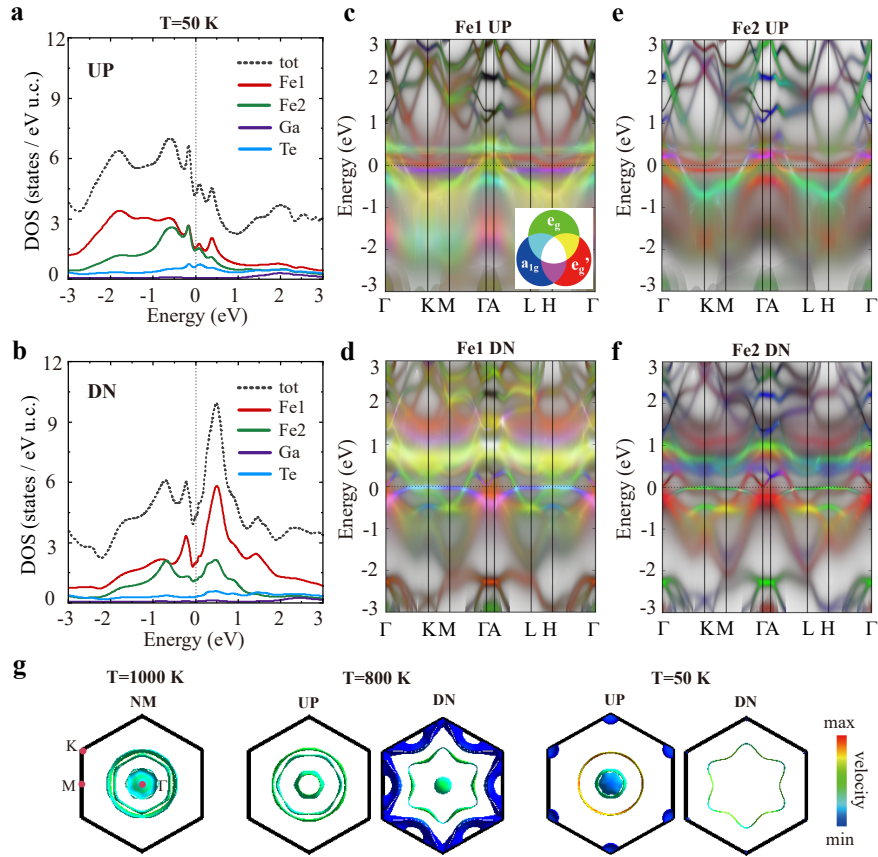 a
T=50 K
UP
tot
Fe1
Fe2
Ga
Te
DOS (states / eV u.c.)
12
9
6
3
0
-3 -2 -1 0 1 2 3
Energy (eV)
b
DN
tot
Fe1
Fe2
Ga
Te
DOS (states / eV u.c.)
12
9
6
3
0
-3 -2 -1 0 1 2 3
Energy (eV)
c
Fe1 UP
Energy (eV)
3
2
1
0
-1
-2
-3
eg
a1g
eg'
Γ K M Γ A L H Γ
d
Fe1 DN
Energy (eV)
3
2
1
0
-1
-2
-3
Γ K M Γ A L H Γ
e
Fe2 UP
Energy (eV)
3
2
1
0
-1
-2
-3
Γ K M Γ A L H Γ
f
Fe2 DN
Energy (eV)
3
2
1
0
-1
-2
-3
Γ K M Γ A L H Γ
g
T=1000 K
T=800 K
T=50 K
NM
UP
DN
UP
DN
K
M
Γ
max
velocity
min